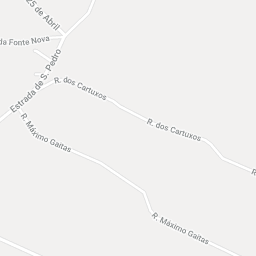 25 de Abril
da Fonte Nova
Estrada de S. Pedro
R. dos Cartuxos
R. dos Cartuxos
R. Máximo Gaitas
R. Máximo Gaitas